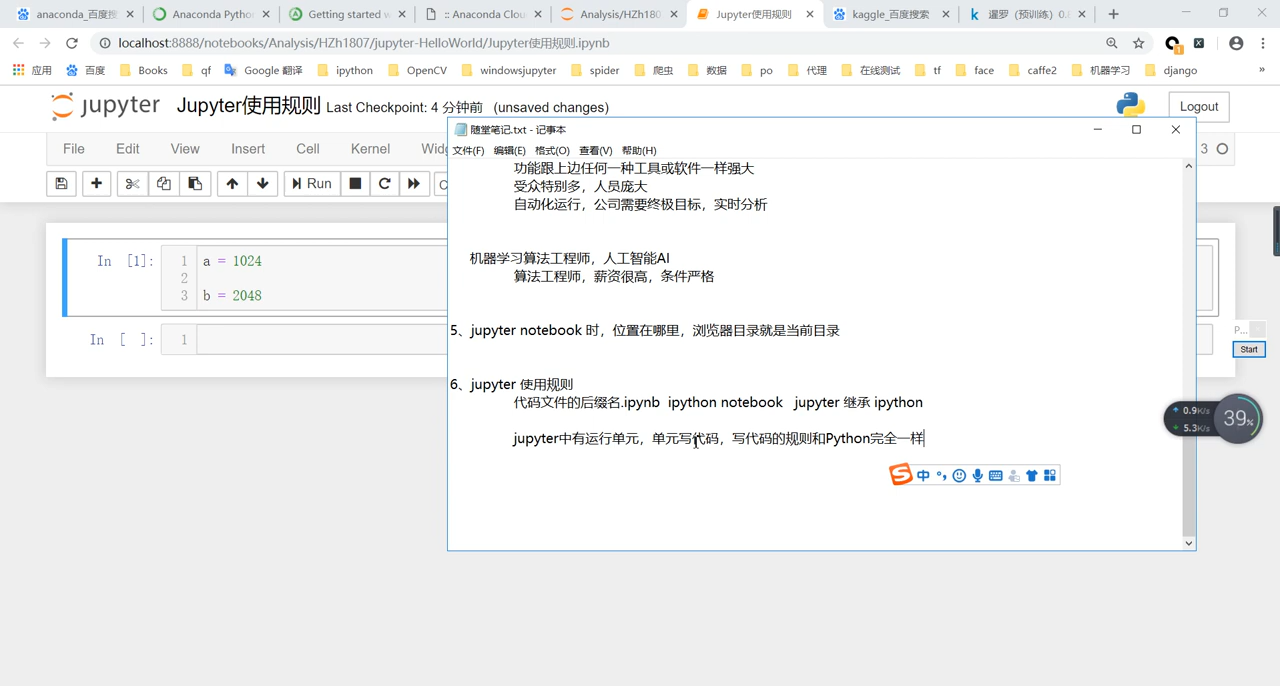 anaconda_百度搜
Anaconda Pytho
Getting started w
:: Anaconda Clou
Analysis/HZh180
Jupyter使用规则
kaggle_百度搜索
暹罗（预训练）0.8
localhost:8888/notebooks/Analysis/HZh1807/jupyter-HelloWorld/Jupyter使用规则.ipynb
应用 百度 Books qf Google 翻译 ipython OpenCV windowsjupyter spider 爬虫 数据 po 代理 在线测试 tf face caffe2 机器学习 django »
jupyter Jupyter使用规则 Last Checkpoint: 4 分钟前 (unsaved changes)
Logout
File Edit View Insert Cell Kernel Widg
3
Run
随堂笔记.txt - 记事本
文件(F) 编辑(E) 格式(O) 查看(V) 帮助(H)
功能跟上边任何一种工具或软件一样强大
受众特别多，人员庞大
自动化运行，公司需要终极目标，实时分析
机器学习算法工程师，人工智能AI
算法工程师，薪资很高，条件严格
5、jupyter notebook 时，位置在哪里，浏览器目录就是当前目录
6、jupyter 使用规则
代码文件的后缀名.ipynb ipython notebook jupyter 继承 ipython
jupyter中有运行单元，单元写代码，写代码的规则和Python完全一样
In [1]:
1 a = 1024
2
3 b = 2048
In [ ]:
1
P...
Start
0.9K/s
5.3K/s
39%
中